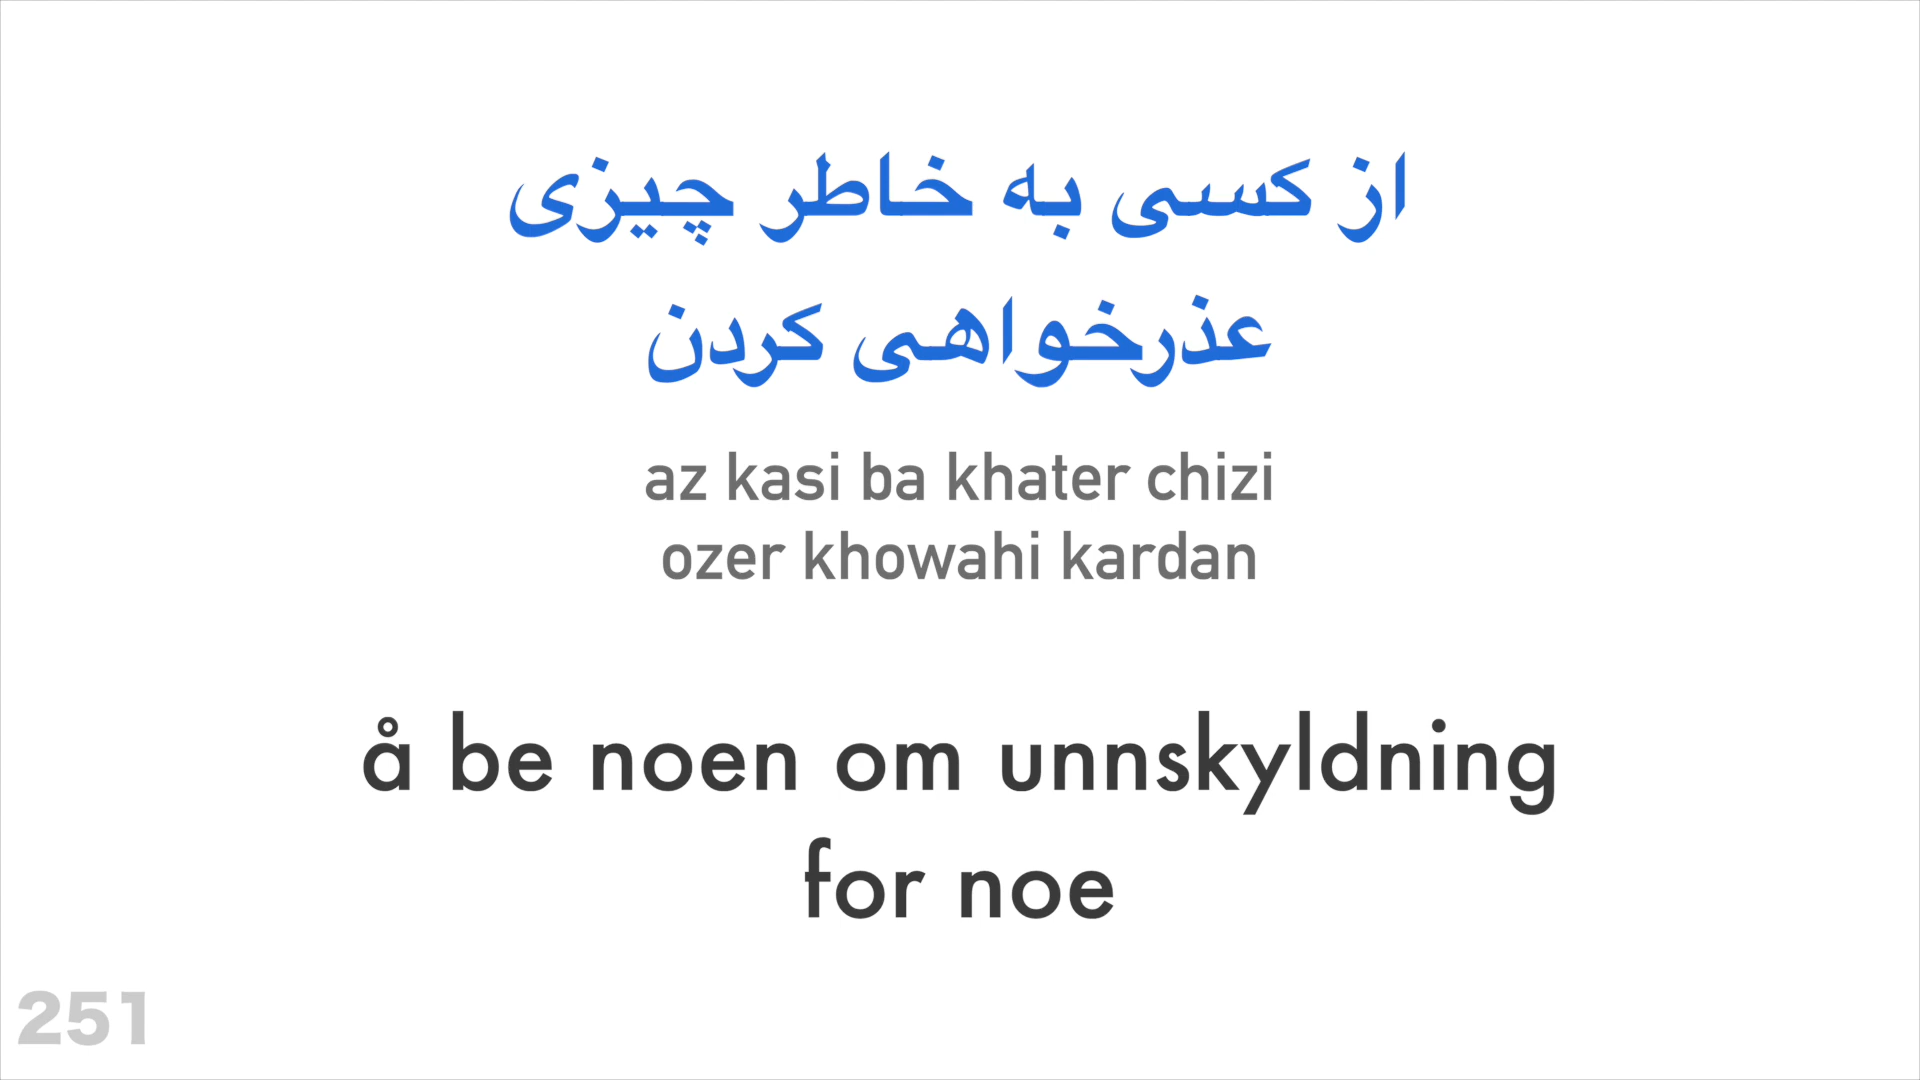 از کسی به خاطر چیزی
عذرخواهی کردن
az kasi ba khater chizi
ozer khowahi kardan
å be noen om unnskyldning
for noe
251